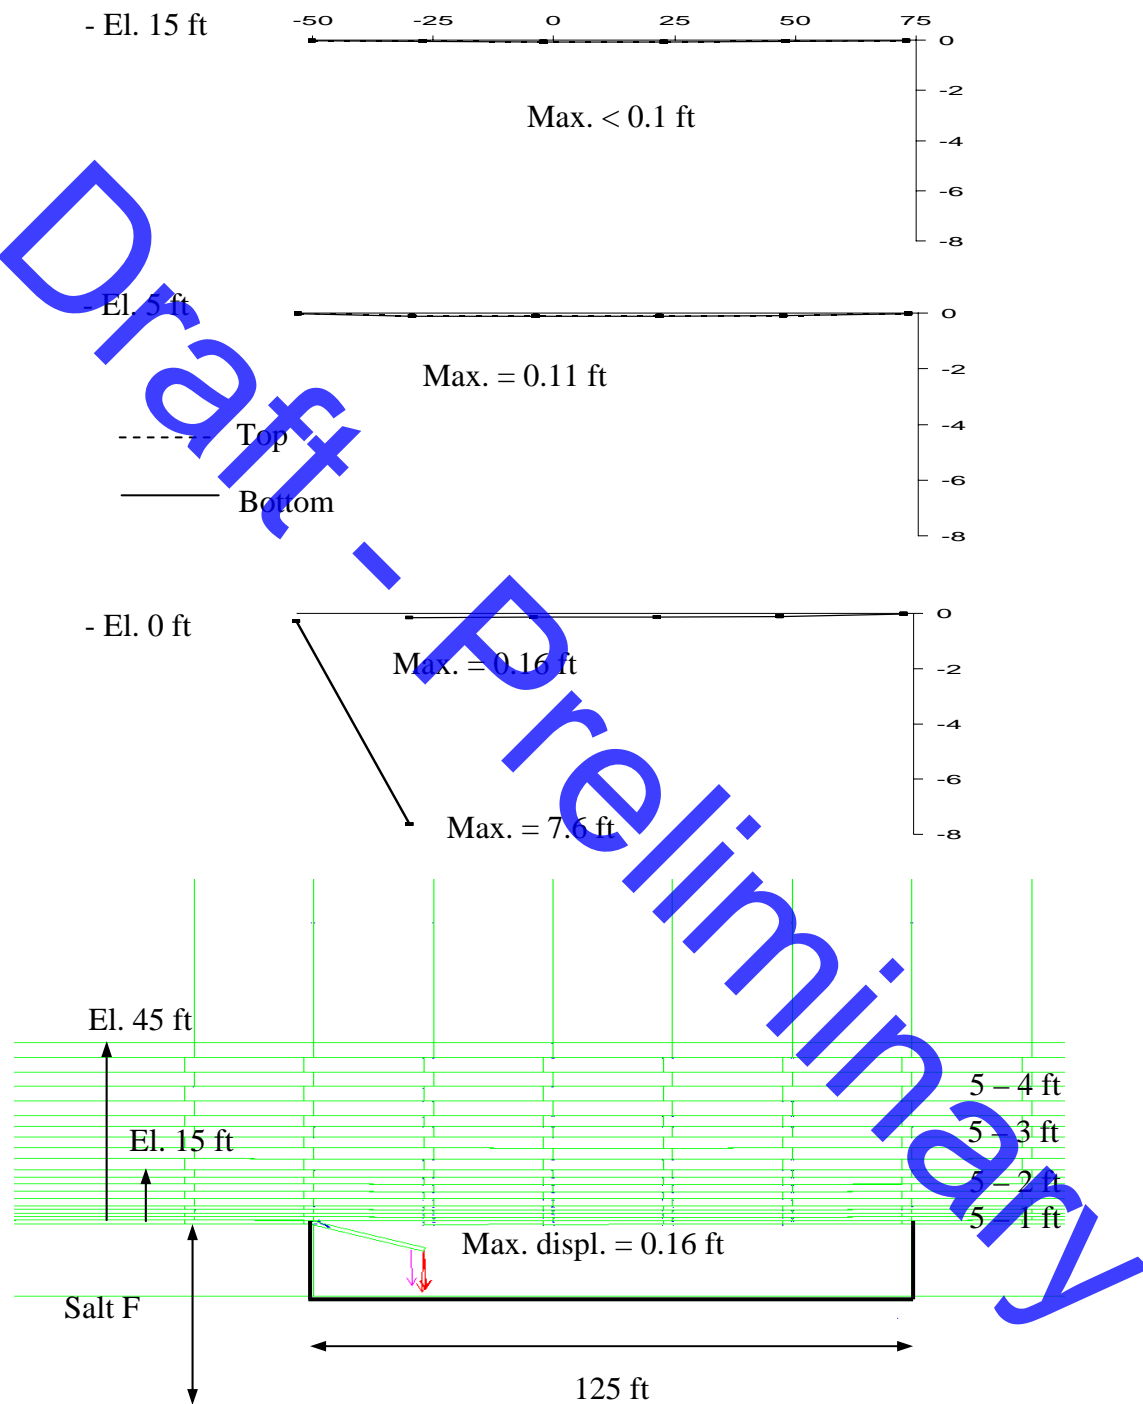 - El. 15 ft
-50 -25 0 25 50 75
0
-2
Max. < 0.1 ft
-4
-6
-8
- El. 5 ft
0
-2
Max. = 0.11 ft
-4
Top
-6
Bottom
-8
- El. 0 ft
0
Max. = 0.16 ft
-2
-4
-6
Max. = 7.6 ft
-8
El. 45 ft
5 – 4 ft
El. 15 ft
5 – 3 ft
5 – 2 ft
5 – 1 ft
Max. displ. = 0.16 ft
Salt F
125 ft
Draft - Preliminary